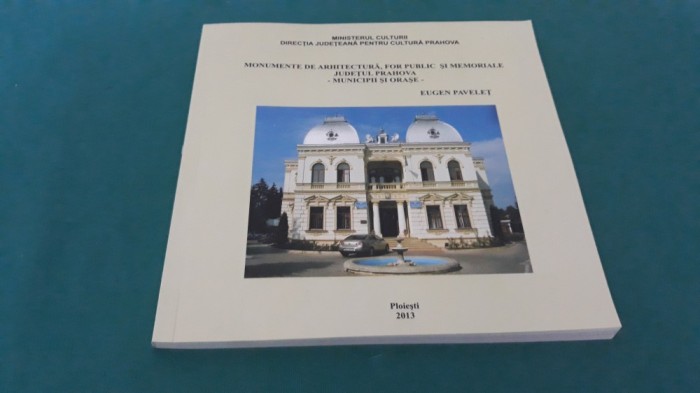 MINISTERUL CULTURII
DIRECȚIA JUDEȚEANĂ PENTRU CULTURĂ PRAHOVA
MONUMENTE DE ARHITECTURĂ, FOR PUBLIC ȘI MEMORIALE
JUDEȚUL PRAHOVA
- MUNICIPII ȘI ORAȘE -
EUGEN PAVELEȚ
Ploiești
2013